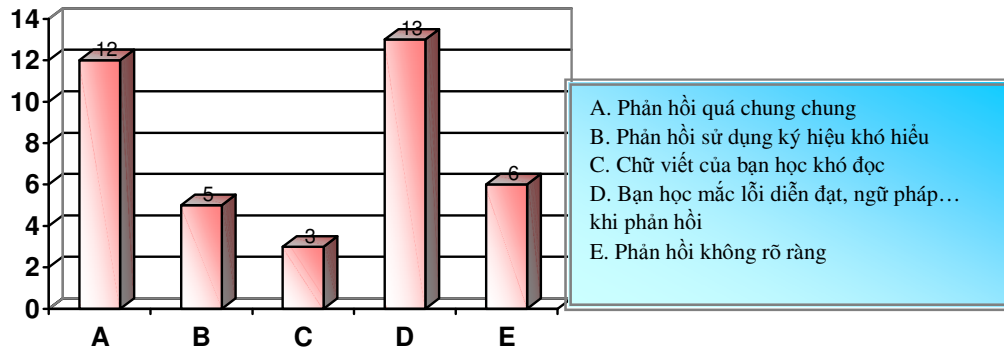 14
12
10
8
6
4
2
0
12
5
3
13
6
A
B
C
D
E
A. Phản hồi quá chung chung
B. Phản hồi sử dụng ký hiệu khó hiểu
C. Chữ viết của bạn học khó đọc
D. Bạn học mắc lỗi diễn đạt, ngữ pháp…
khi phản hồi
E. Phản hồi không rõ ràng